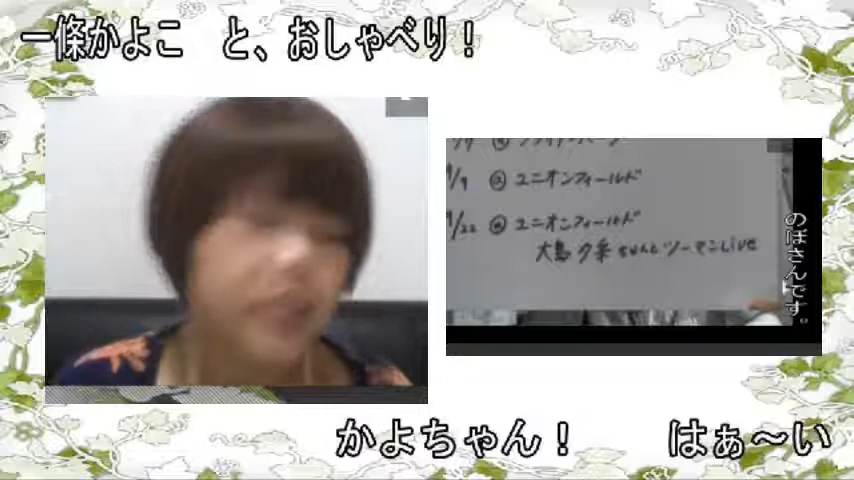 一條かよこ　と、おしゃべり！
ユニオンフィールド
ユニオンフィールド
大島夕采ちゃんとツーマンLive
のぼさんです。
かよちゃん！　はぁ～い